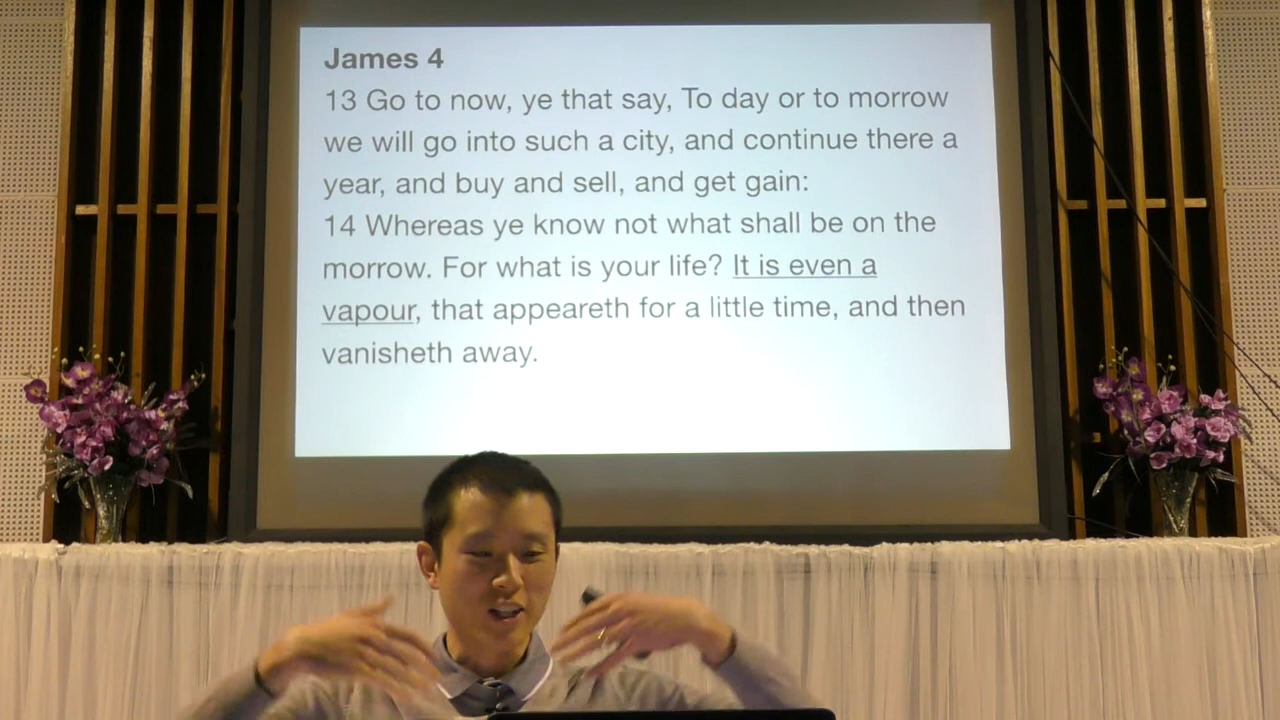 James 4
13 Go to now, ye that say, To day or to morrow
we will go into such a city, and continue there a
year, and buy and sell, and get gain:
14 Whereas ye know not what shall be on the
morrow. For what is your life? It is even a
vapour, that appeareth for a little time, and then
vanisheth away.